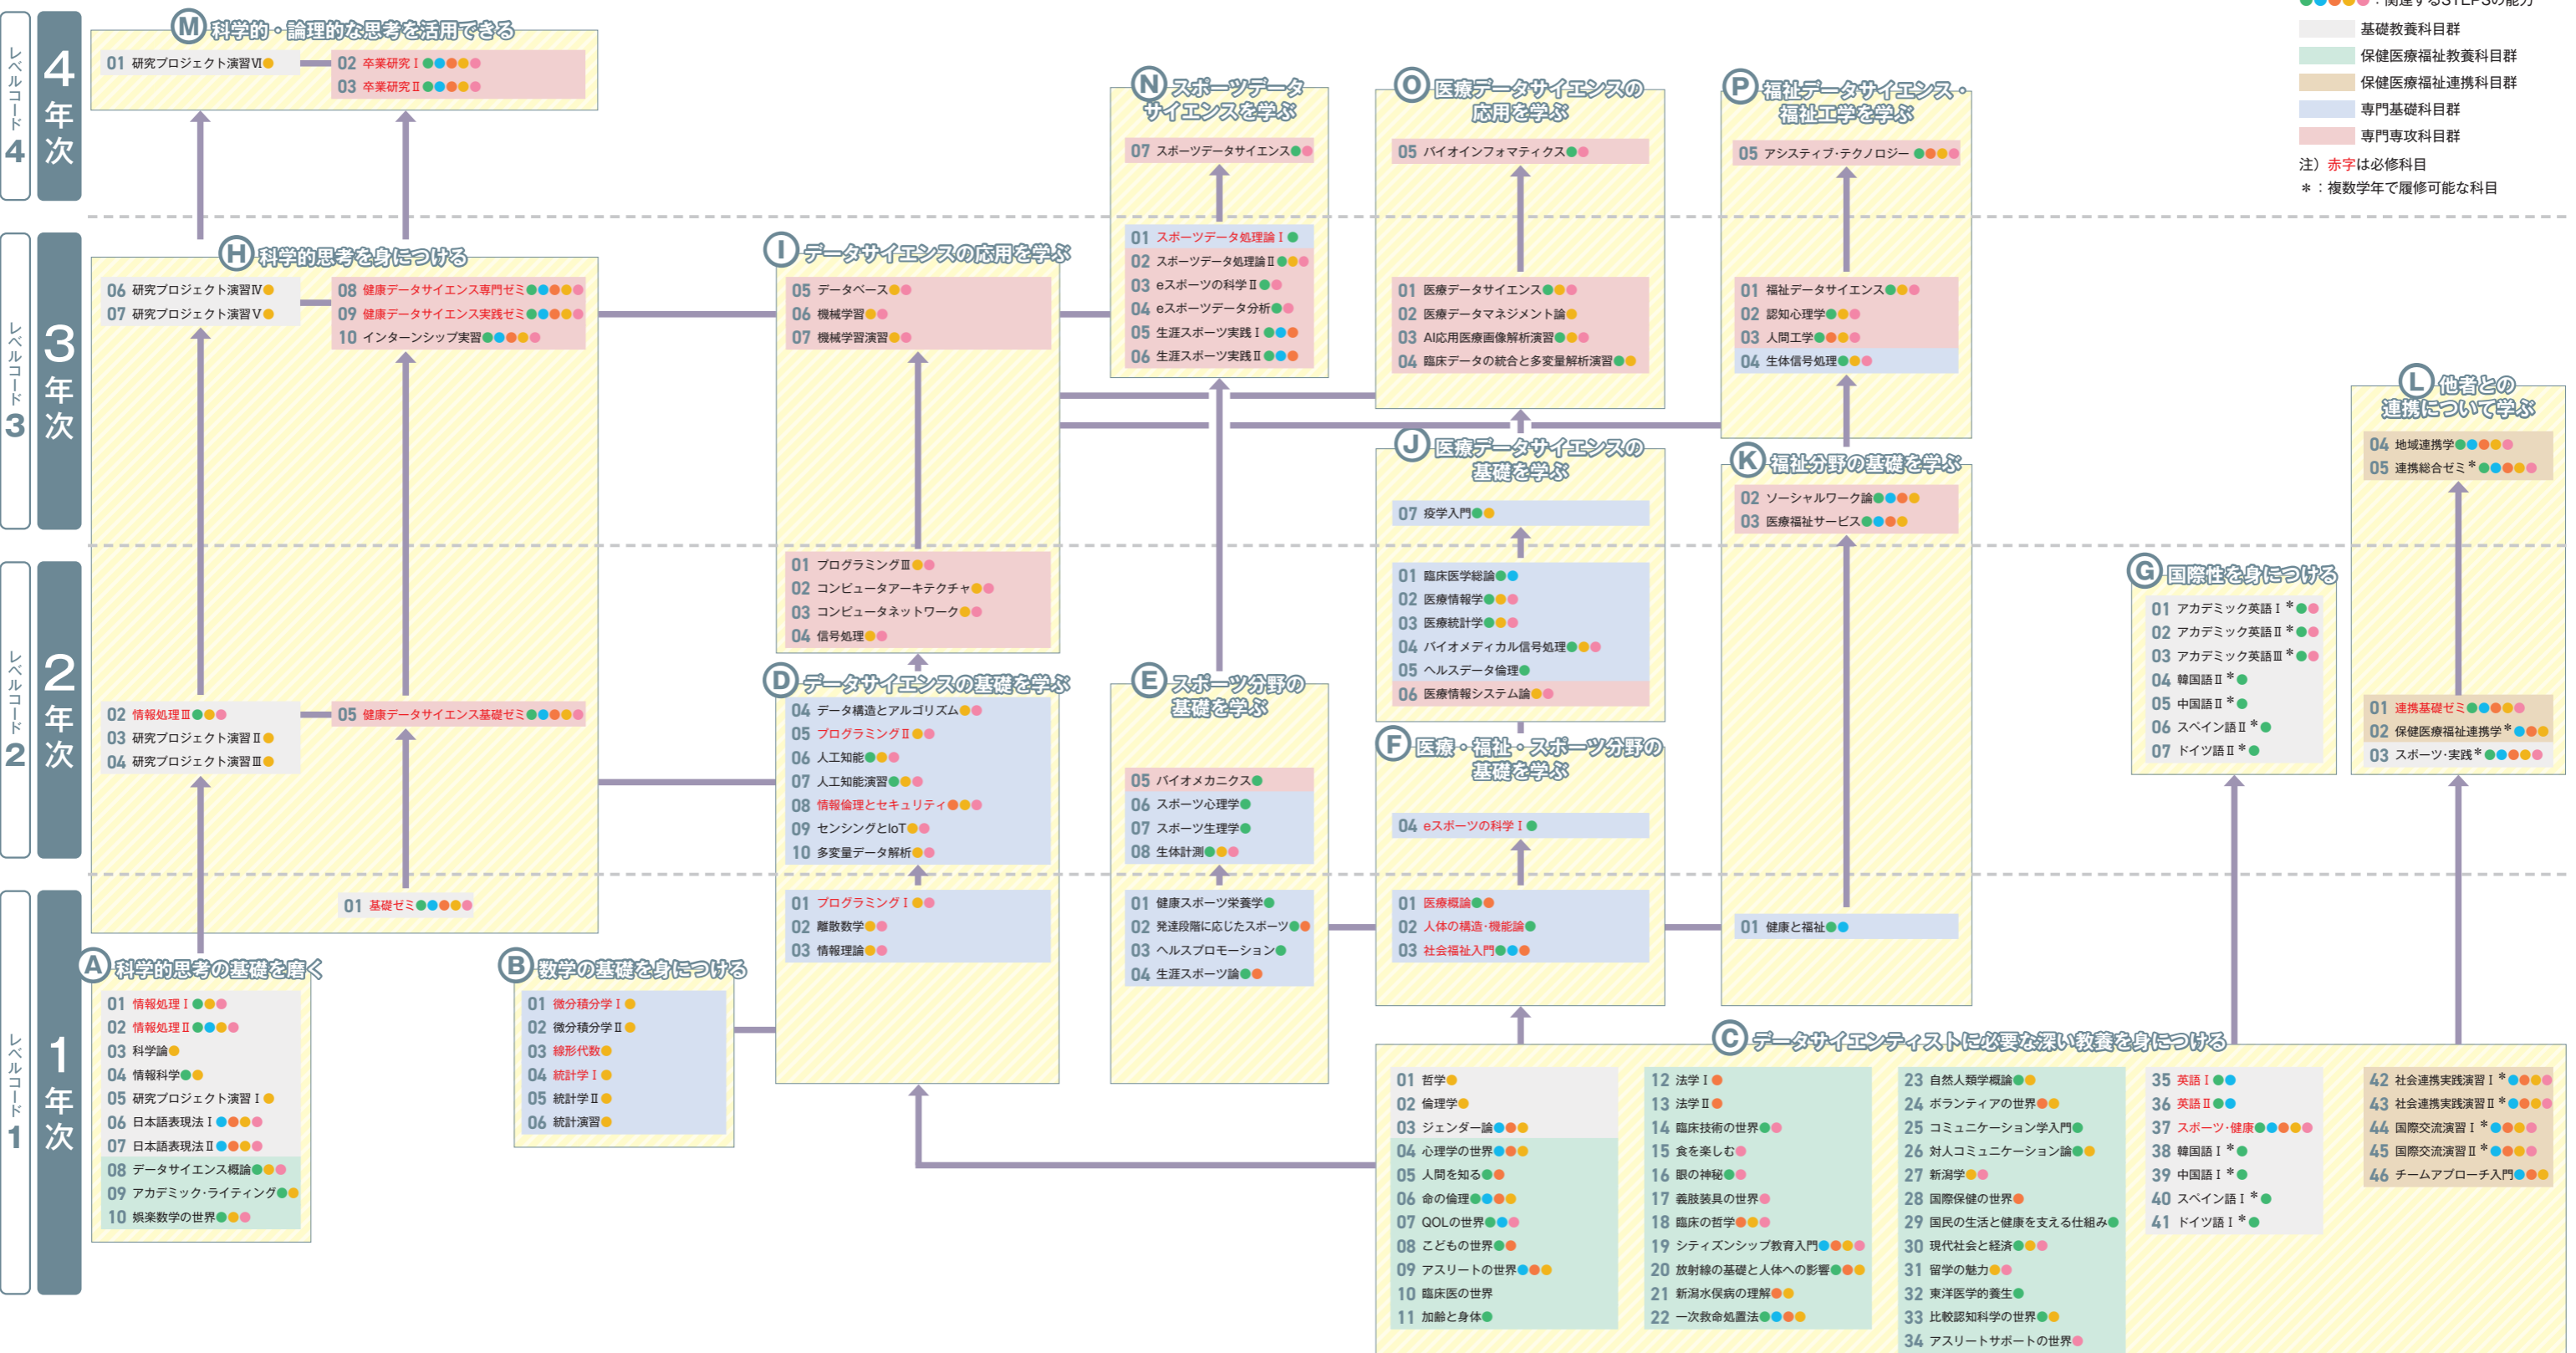 ●●●●●：関連するSTEPSの能力
基礎教養科目群
保健医療福祉教養科目群
保健医療福祉連携科目群
専門基礎科目群
専門専攻科目群
注）赤字は必修科目
＊：複数学年で履修可能な科目
レベルコード 4
4年次
M 科学的・論理的な思考を活用できる
01 研究プロジェクト演習Ⅵ
02 卒業研究Ⅰ
03 卒業研究Ⅱ
N スポーツデータ
サイエンスを学ぶ
07 スポーツデータサイエンス
O 医療データサイエンスの
応用を学ぶ
05 バイオインフォマティクス
P 福祉データサイエンス・
福祉工学を学ぶ
05 アシスティブ・テクノロジー
レベルコード 3
3年次
H 科学的思考を身につける
06 研究プロジェクト演習Ⅳ
07 研究プロジェクト演習Ⅴ
08 健康データサイエンス専門ゼミ
09 健康データサイエンス実践ゼミ
10 インターンシップ実習
I データサイエンスの応用を学ぶ
05 データベース
06 機械学習
07 機械学習演習
01 スポーツデータ処理論Ⅰ
02 スポーツデータ処理論Ⅱ
03 eスポーツの科学Ⅱ
04 eスポーツデータ分析
05 生涯スポーツ実践Ⅰ
06 生涯スポーツ実践Ⅱ
01 医療データサイエンス
02 医療データマネジメント論
03 AI応用医療画像解析演習
04 臨床データの統合と多変量解析演習
01 福祉データサイエンス
02 認知心理学
03 人間工学
04 生体信号処理
J 医療データサイエンスの
基礎を学ぶ
07 疫学入門
K 福祉分野の基礎を学ぶ
02 ソーシャルワーク論
03 医療福祉サービス
L 他者との
連携について学ぶ
04 地域連携学
05 連携総合ゼミ＊
レベルコード 2
2年次
02 情報処理Ⅲ
03 研究プロジェクト演習Ⅱ
04 研究プロジェクト演習Ⅲ
05 健康データサイエンス基礎ゼミ
01 プログラミングⅢ
02 コンピュータアーキテクチャ
03 コンピュータネットワーク
04 信号処理
D データサイエンスの基礎を学ぶ
04 データ構造とアルゴリズム
05 プログラミングⅡ
06 人工知能
07 人工知能演習
08 情報倫理とセキュリティ
09 センシングとIoT
10 多変量データ解析
E スポーツ分野の
基礎を学ぶ
05 バイオメカニクス
06 スポーツ心理学
07 スポーツ生理学
08 生体計測
01 臨床医学総論
02 医療情報学
03 医療統計学
04 バイオメディカル信号処理
05 ヘルスデータ倫理
06 医療情報システム論
F 医療・福祉・スポーツ分野の
基礎を学ぶ
04 eスポーツの科学Ⅰ
G 国際性を身につける
01 アカデミック英語Ⅰ＊
02 アカデミック英語Ⅱ＊
03 アカデミック英語Ⅲ＊
04 韓国語Ⅱ＊
05 中国語Ⅱ＊
06 スペイン語Ⅱ＊
07 ドイツ語Ⅱ＊
01 連携基礎ゼミ
02 保健医療福祉連携学＊
03 スポーツ・実践＊
レベルコード 1
1年次
01 基礎ゼミ
A 科学的思考の基礎を磨く
01 情報処理Ⅰ
02 情報処理Ⅱ
03 科学論
04 情報科学
05 研究プロジェクト演習Ⅰ
06 日本語表現法Ⅰ
07 日本語表現法Ⅱ
08 データサイエンス概論
09 アカデミック・ライティング
10 娯楽数学の世界
B 数学の基礎を身につける
01 微分積分学Ⅰ
02 微分積分学Ⅱ
03 線形代数
04 統計学Ⅰ
05 統計学Ⅱ
06 統計演習
01 プログラミングⅠ
02 離散数学
03 情報理論
01 健康スポーツ栄養学
02 発達段階に応じたスポーツ
03 ヘルスプロモーション
04 生涯スポーツ論
01 医療概論
02 人体の構造・機能論
03 社会福祉入門
01 健康と福祉
C データサイエンティストに必要な深い教養を身につける
01 哲学
02 倫理学
03 ジェンダー論
04 心理学の世界
05 人間を知る
06 命の倫理
07 QOLの世界
08 こどもの世界
09 アスリートの世界
10 臨床医の世界
11 加齢と身体
12 法学Ⅰ
13 法学Ⅱ
14 臨床技術の世界
15 食を楽しむ
16 眼の神秘
17 義肢装具の世界
18 臨床の哲学
19 シティズンシップ教育入門
20 放射線の基礎と人体への影響
21 新潟水俣病の理解
22 一次救命処置法
23 自然人類学概論
24 ボランティアの世界
25 コミュニケーション学入門
26 対人コミュニケーション論
27 新潟学
28 国際保健の世界
29 国民の生活と健康を支える仕組み
30 現代社会と経済
31 留学の魅力
32 東洋医学的養生
33 比較認知科学の世界
34 アスリートサポートの世界
35 英語Ⅰ
36 英語Ⅱ
37 スポーツ・健康
38 韓国語Ⅰ＊
39 中国語Ⅰ＊
40 スペイン語Ⅰ＊
41 ドイツ語Ⅰ＊
42 社会連携実践演習Ⅰ＊
43 社会連携実践演習Ⅱ＊
44 国際交流演習Ⅰ＊
45 国際交流演習Ⅱ＊
46 チームアプローチ入門